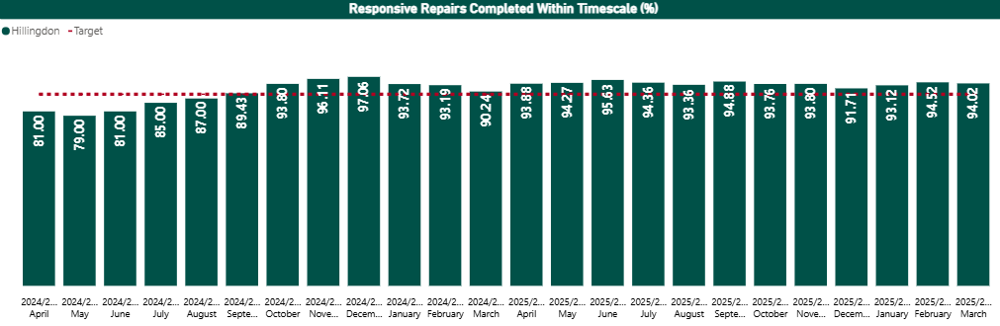 Responsive Repairs Completed Within Timescale (%)
Hillingdon Target
81.00 79.00 81.00 85.00 87.00 89.43 93.80 96.11 97.06 93.72 93.19 90.24 93.88 94.27 95.63 94.36 93.36 94.88 93.76 93.80 91.71 93.12 94.52 94.02
2024/2... 2024/2... 2024/2... 2024/2... 2024/2... 2024/2... 2024/2... 2024/2... 2024/2... 2024/2... 2024/2... 2024/2... 2025/2... 2025/2... 2025/2... 2025/2... 2025/2... 2025/2... 2025/2... 2025/2... 2025/2... 2025/2... 2025/2... 2025/2...
April May June July August Septe... October Nove... Decem... January February March April May June July August Septe... October Nove... Decem... January February March